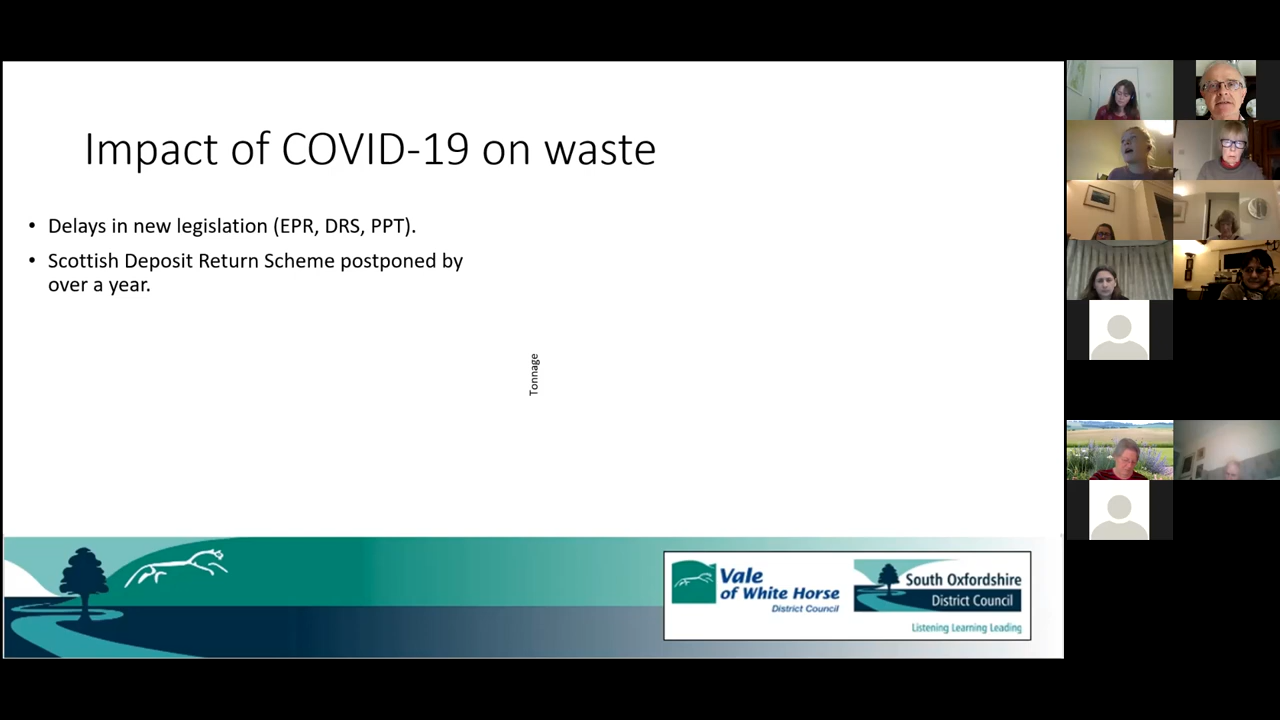 Impact of COVID-19 on waste
• Delays in new legislation (EPR, DRS, PPT).
• Scottish Deposit Return Scheme postponed by
over a year.
Tonnage
Vale
of White Horse
District Council
South Oxfordshire
District Council
Listening Learning Leading